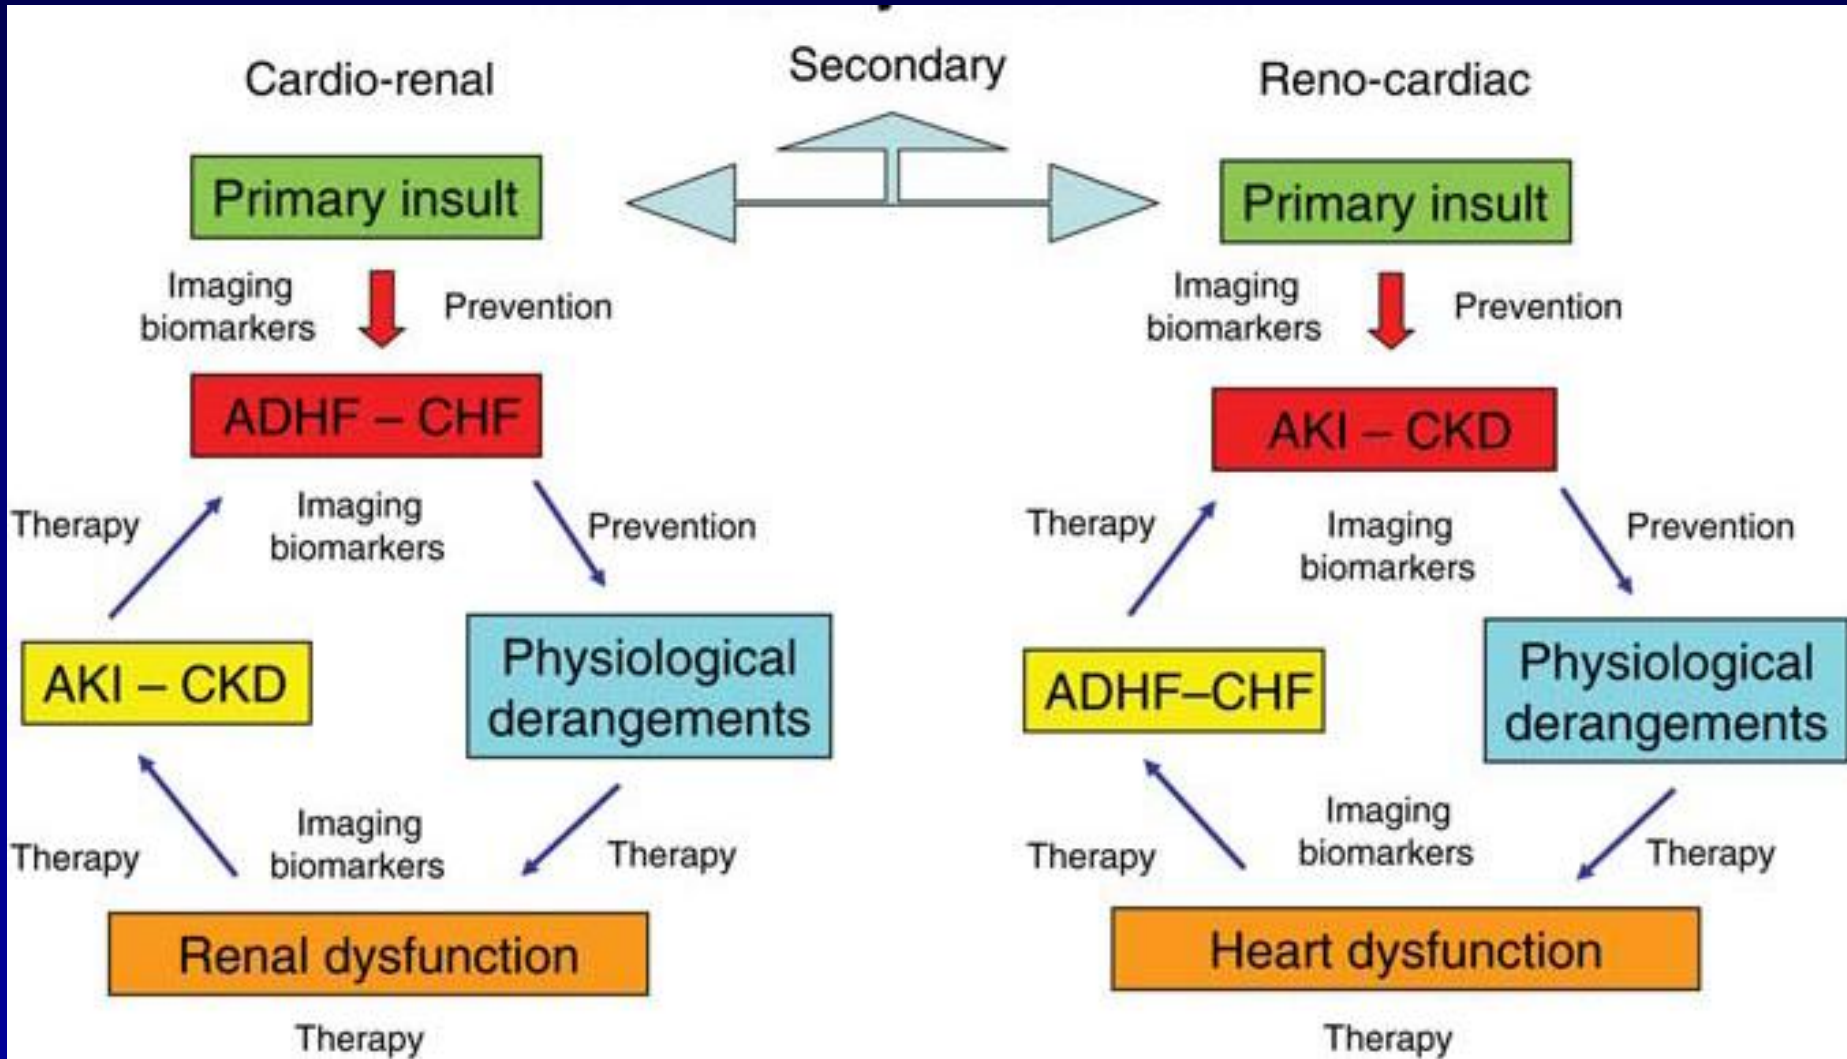 Cardio-renal
Secondary
Reno-cardiac
Primary insult
Primary insult
Imaging
biomarkers
Prevention
Imaging
biomarkers
Prevention
ADHF – CHF
AKI – CKD
Therapy
Imaging
biomarkers
Prevention
Therapy
Imaging
biomarkers
Prevention
AKI – CKD
Physiological
derangements
ADHF–CHF
Physiological
derangements
Therapy
Imaging
biomarkers
Therapy
Therapy
Imaging
biomarkers
Therapy
Renal dysfunction
Heart dysfunction
Therapy
Therapy